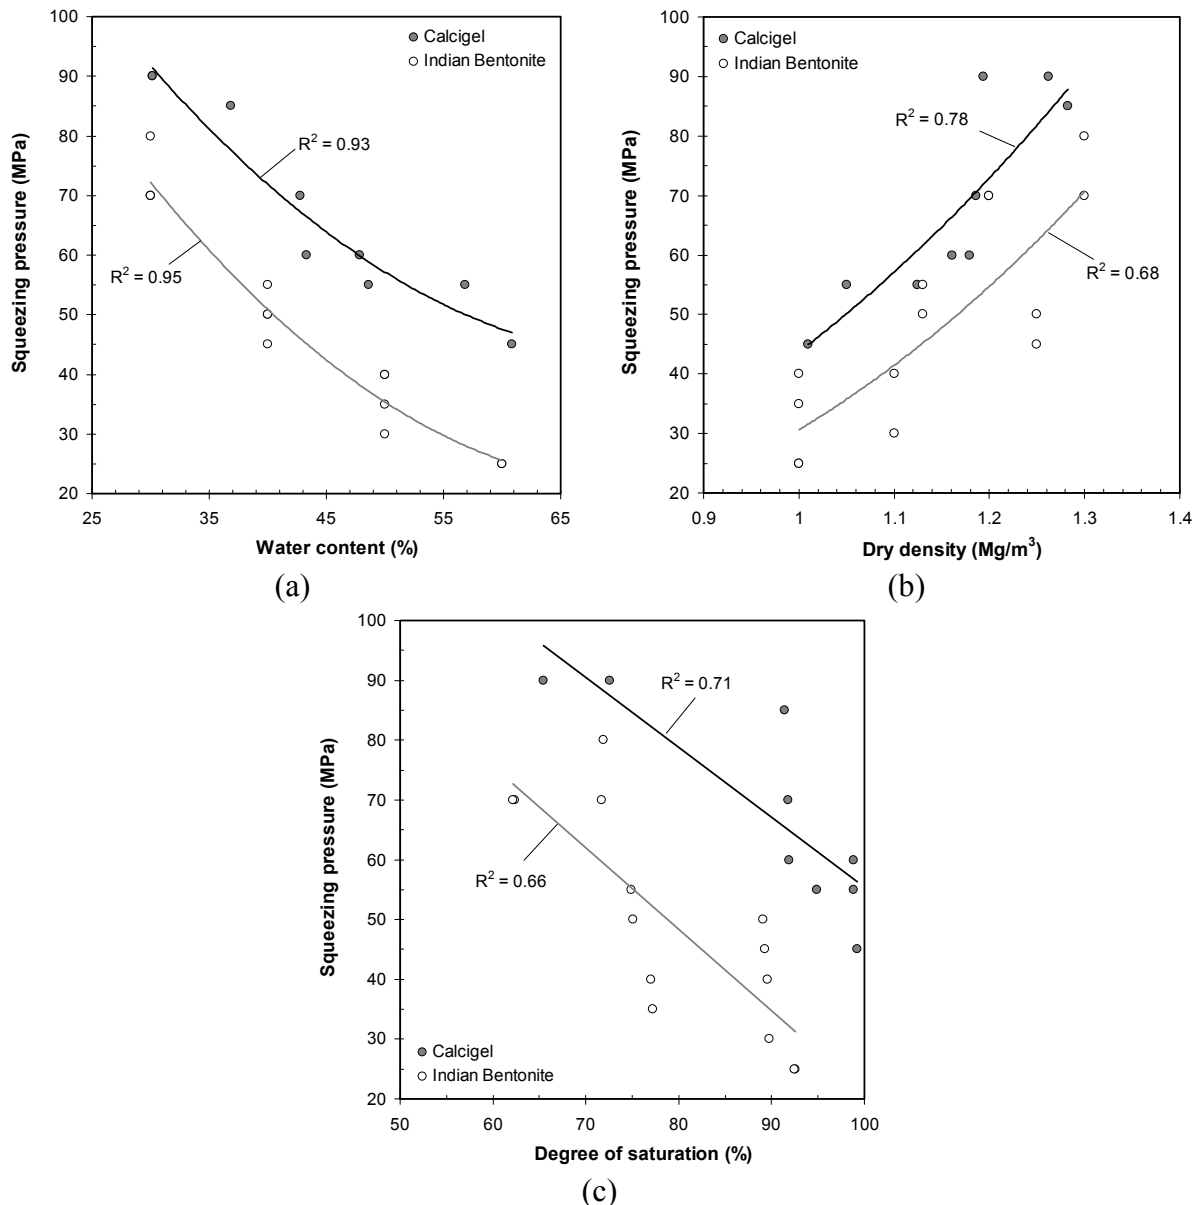 100
90
80
70
60
50
40
30
20
Squeezing pressure (MPa)
Calcigel
Indian Bentonite
R² = 0.93
R² = 0.95
25 35 45 55 65
Water content (%)
(a)
100
90
80
70
60
50
40
30
20
Squeezing pressure (MPa)
Calcigel
Indian Bentonite
R² = 0.78
R² = 0.68
0.9 1 1.1 1.2 1.3 1.4
Dry density (Mg/m³)
(b)
100
90
80
70
60
50
40
30
20
Squeezing pressure (MPa)
R² = 0.71
R² = 0.66
Calcigel
Indian Bentonite
50 60 70 80 90 100
Degree of saturation (%)
(c)